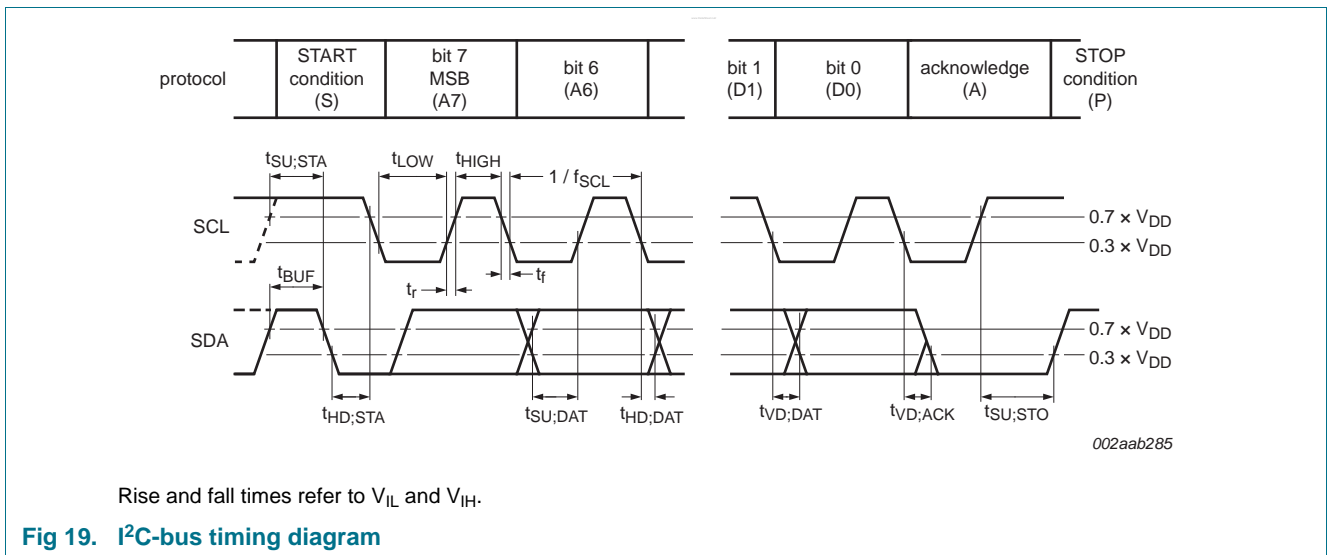 protocol
START
condition
(S)
bit 7
MSB
(A7)
bit 6
(A6)
bit 1
(D1)
bit 0
(D0)
acknowledge
(A)
STOP
condition
(P)
tSU;STA
tLOW
tHIGH
1 / fSCL
SCL
0.7 × VDD
0.3 × VDD
tBUF
tr
tf
SDA
0.7 × VDD
0.3 × VDD
tHD;STA
tSU;DAT
tHD;DAT
tVD;DAT
tVD;ACK
tSU;STO
002aab285
Rise and fall times refer to VIL and VIH.
Fig 19. I²C-bus timing diagram